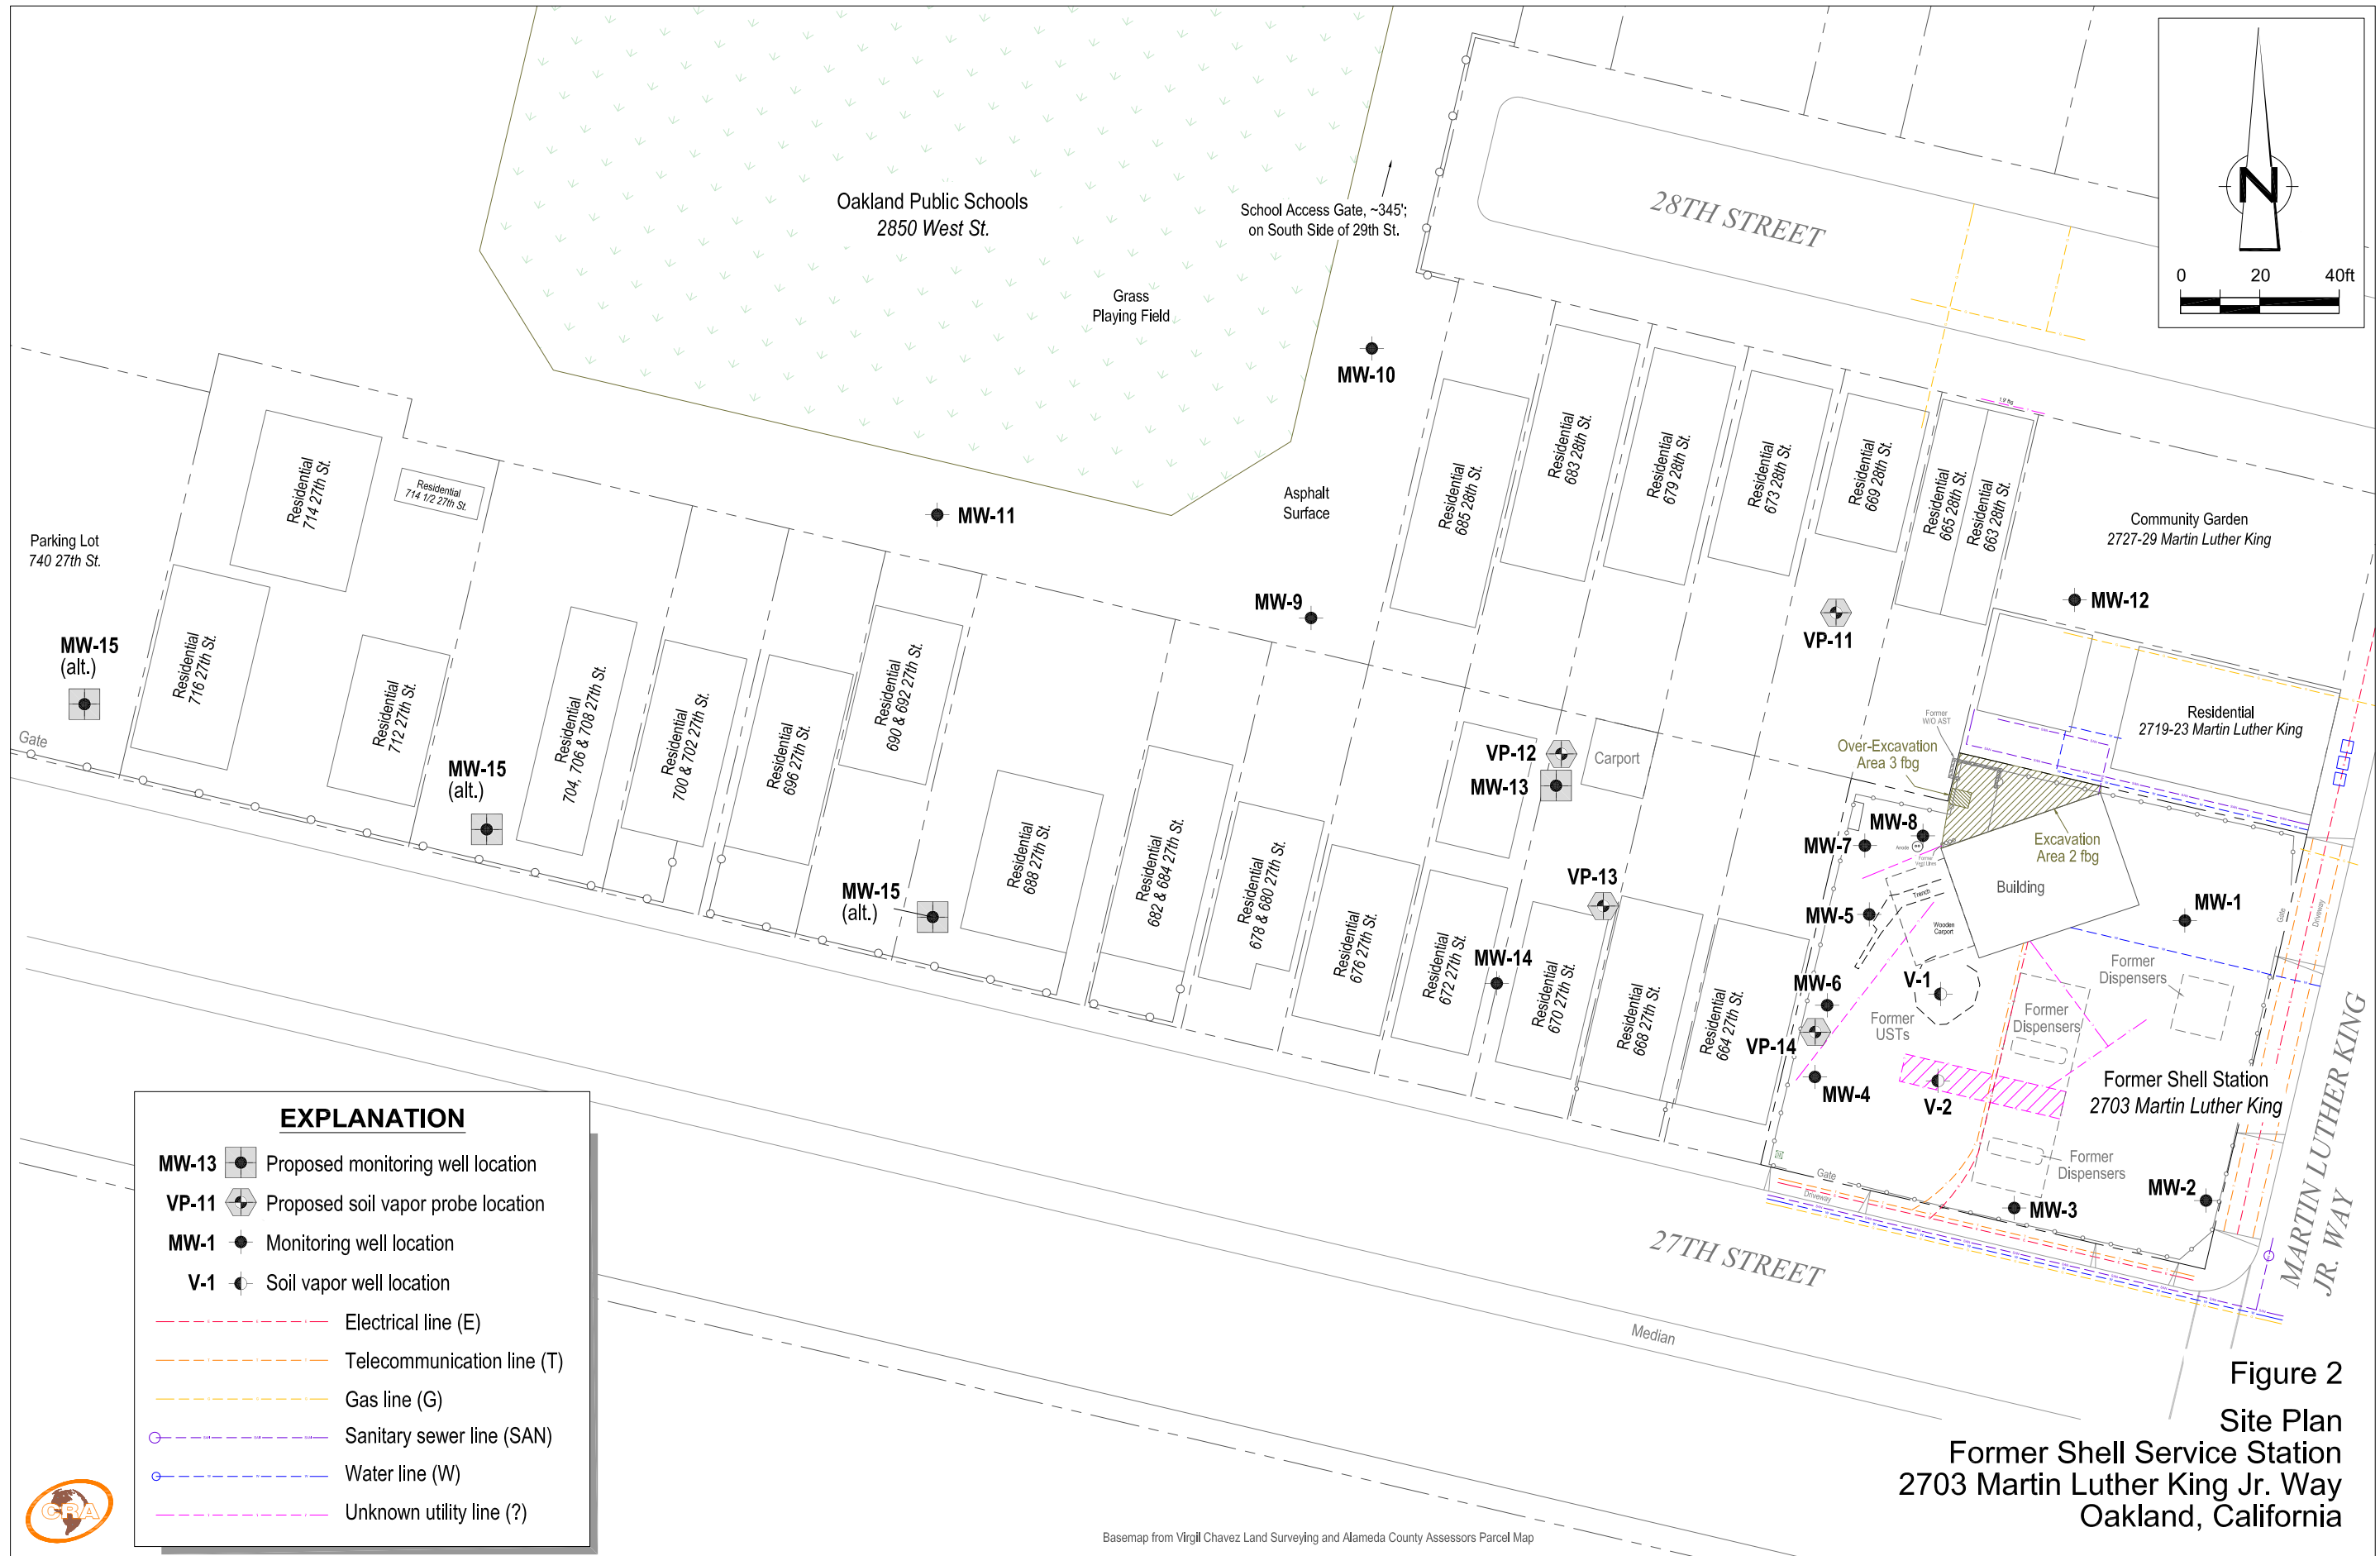 Oakland Public Schools
2850 West St.
School Access Gate, ~345';
on South Side of 29th St.
28TH STREET
N
0 20 40ft
Grass
Playing Field
MW-10
Asphalt
Surface
MW-11
MW-9
Parking Lot
740 27th St.
Residential
714 27th St.
Residential
714 1/2 27th St.
Residential
716 27th St.
Residential
712 27th St.
Residential
704, 706 & 708 27th St.
Residential
700 & 702 27th St.
Residential
696 27th St.
Residential
690 & 692 27th St.
Residential
688 27th St.
Residential
682 & 684 27th St.
Residential
678 & 680 27th St.
Residential
676 27th St.
Residential
672 27th St.
Residential
670 27th St.
Residential
668 27th St.
Residential
664 27th St.
Residential
685 28th St.
Residential
683 28th St.
Residential
679 28th St.
Residential
673 28th St.
Residential
669 28th St.
Residential
665 28th St.
Residential
663 28th St.
Community Garden
2727-29 Martin Luther King
MW-12
VP-11
Residential
2719-23 Martin Luther King
MW-15
(alt.)
Gate
MW-15
(alt.)
MW-15
(alt.)
VP-12
MW-13
Carport
VP-13
MW-14
Former
W/O AST
Over-Excavation
Area 3 fbg
Excavation
Area 2 fbg
MW-8
MW-7
Anode
Building
Trench
MW-5
Wooden
Carport
MW-1
Gate
Driveway
MW-6
V-1
VP-14
Former
USTs
Former
Dispensers
Former
Dispensers
MW-4
V-2
Former Shell Station
2703 Martin Luther King
Former
Dispensers
MW-3
MW-2
Gate
Driveway
27TH STREET
MARTIN LUTHER KING
JR. WAY
Median
EXPLANATION
MW-13 Proposed monitoring well location
VP-11 Proposed soil vapor probe location
MW-1 Monitoring well location
V-1 Soil vapor well location
Electrical line (E)
Telecommunication line (T)
Gas line (G)
Sanitary sewer line (SAN)
Water line (W)
Unknown utility line (?)
CRA
Basemap from Virgil Chavez Land Surveying and Alameda County Assessors Parcel Map
Figure 2
Site Plan
Former Shell Service Station
2703 Martin Luther King Jr. Way
Oakland, California